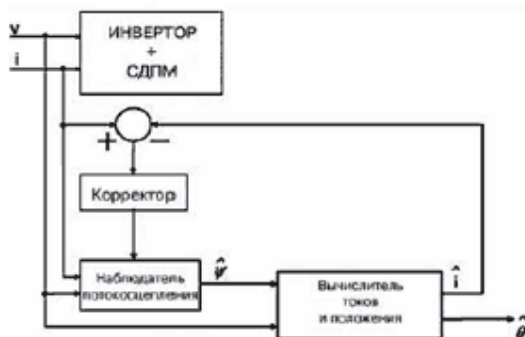 v
i
ИНВЕРТОР
+
СДПМ
+
−
Корректор
Наблюдатель
потокосцепления
ψ̂
Вычислитель
токов
и положения
î
θ̂